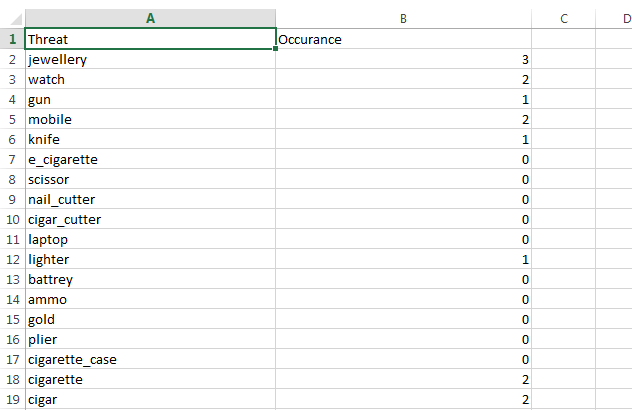 A B C D
1 Threat Occurance
2 jewellery 3
3 watch 2
4 gun 1
5 mobile 2
6 knife 1
7 e_cigarette 0
8 scissor 0
9 nail_cutter 0
10 cigar_cutter 0
11 laptop 0
12 lighter 1
13 battrey 0
14 ammo 0
15 gold 0
16 plier 0
17 cigarette_case 0
18 cigarette 2
19 cigar 2